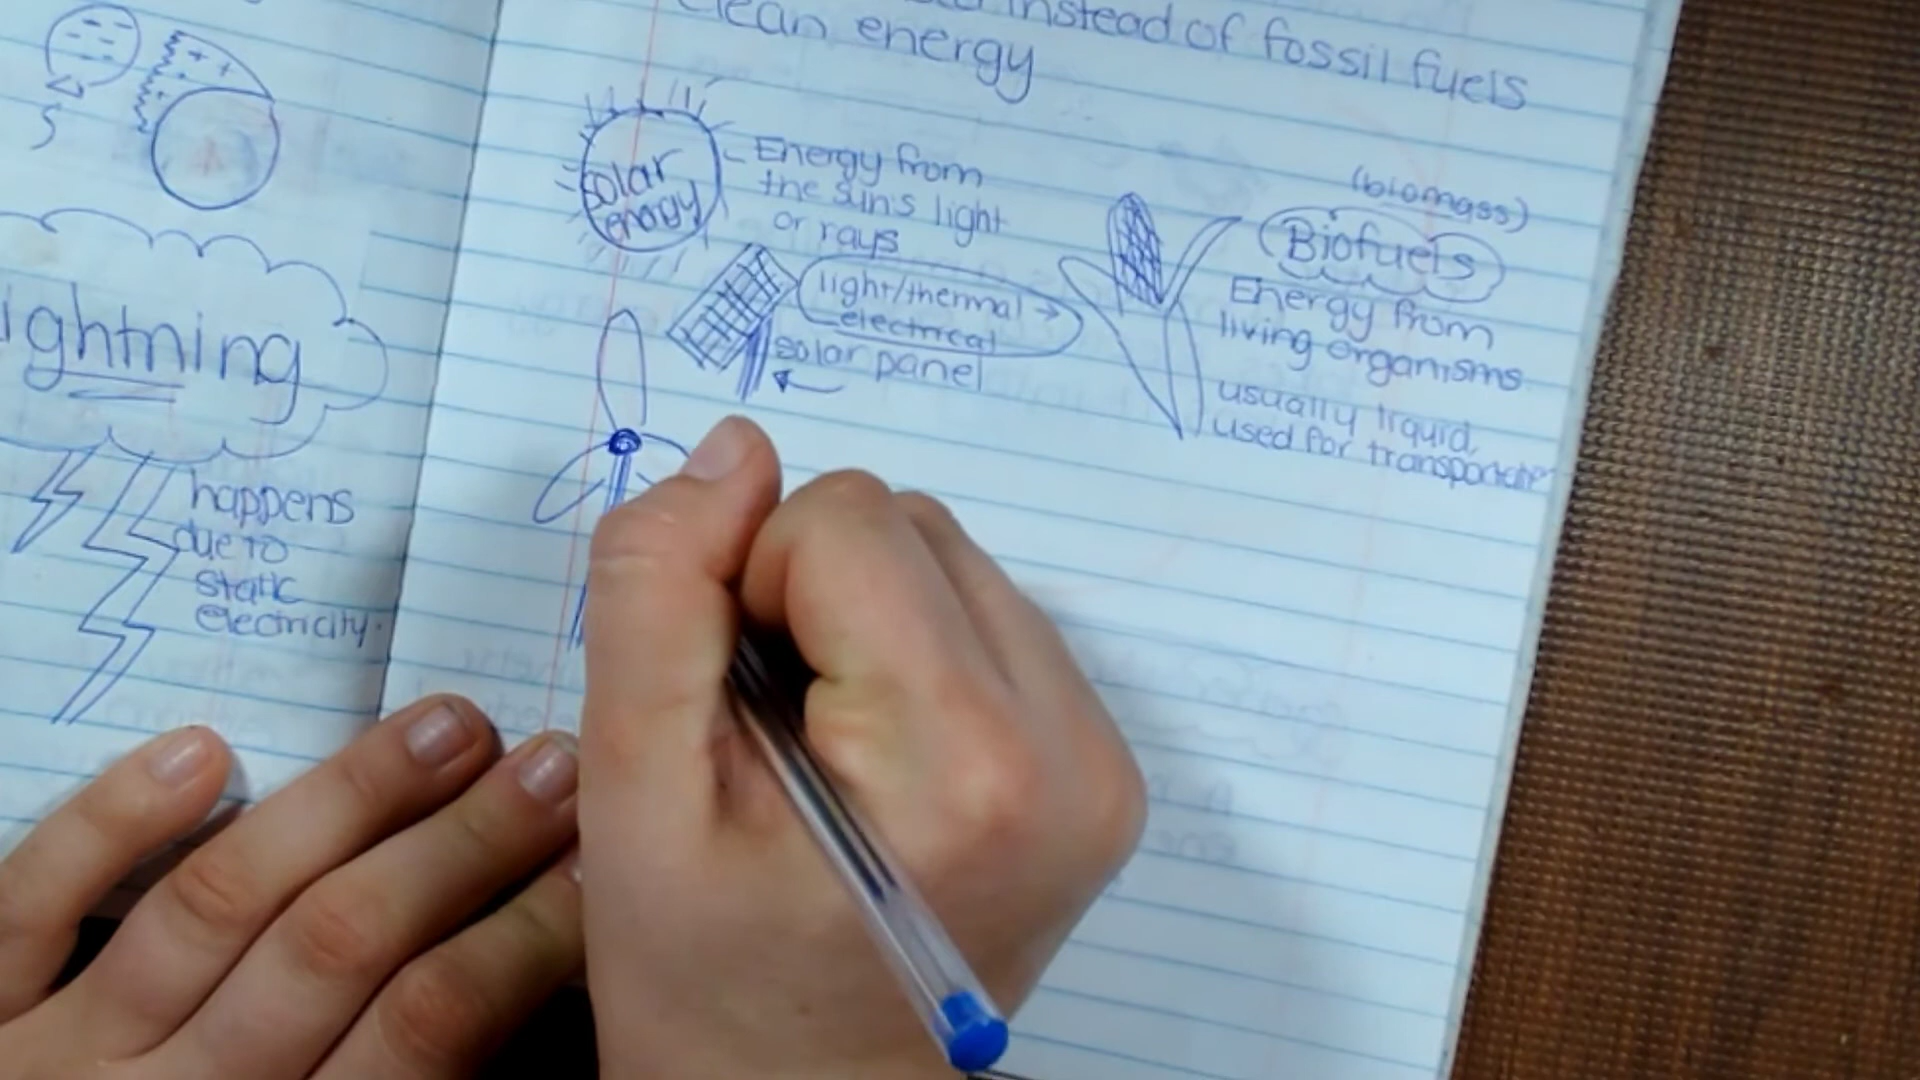 lightning
happens
due to
static
electricity.
instead of fossil fuels
clean energy
solar
energy
Energy from
the sun's light
or rays
light/thermal →
electrical
solar panel
(biomass)
Biofuels
Energy from
living organisms
usually liquid,
used for